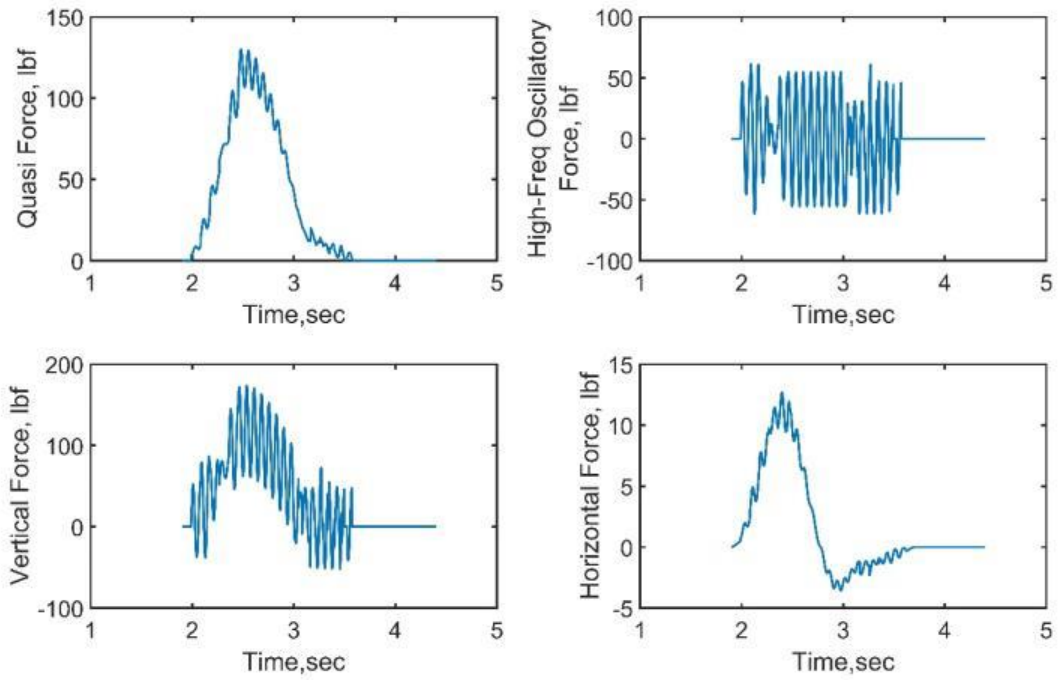 150
100
50
0
Quasi Force, lbf
1 2 3 4 5
Time,sec
100
50
0
-50
-100
High-Freq Oscillatory
Force, lbf
1 2 3 4 5
Time,sec
200
100
0
-100
Vertical Force, lbf
1 2 3 4 5
Time,sec
15
10
5
0
-5
Horizontal Force, lbf
1 2 3 4 5
Time,sec